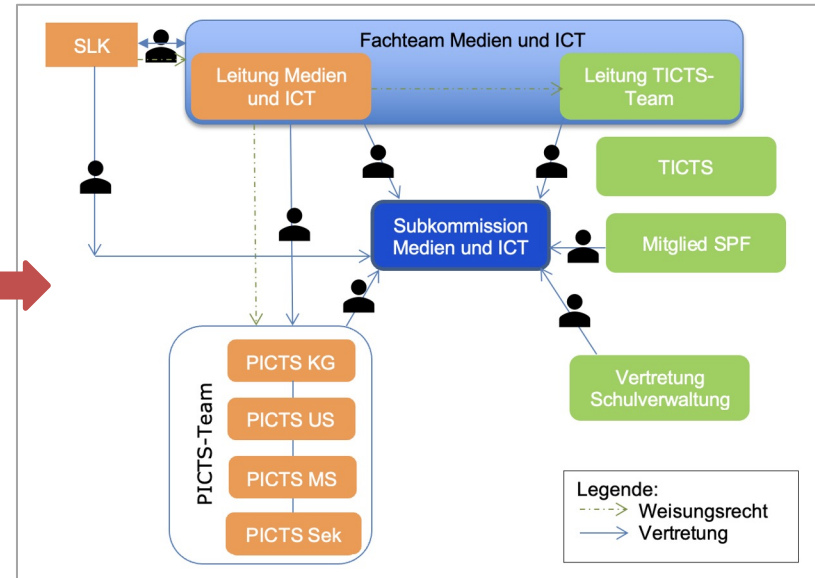 SLK
Fachteam Medien und ICT
Leitung Medien
und ICT
Leitung TICTS-
Team
TICTS
Subkommission
Medien und ICT
Mitglied SPF
Vertretung
Schulverwaltung
PICTS-Team
PICTS KG
PICTS US
PICTS MS
PICTS Sek
Legende:
Weisungsrecht
Vertretung